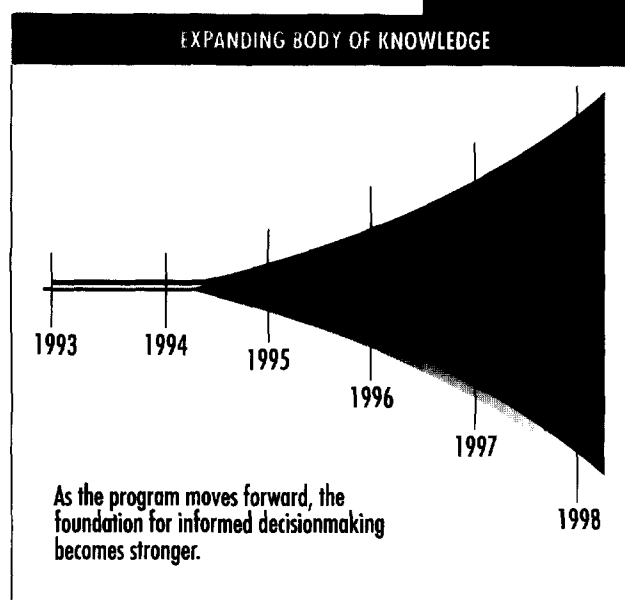 EXPANDING BODY OF KNOWLEDGE
1993
1994
1995
1996
1997
1998
As the program moves forward, the
foundation for informed decisionmaking
becomes stronger.